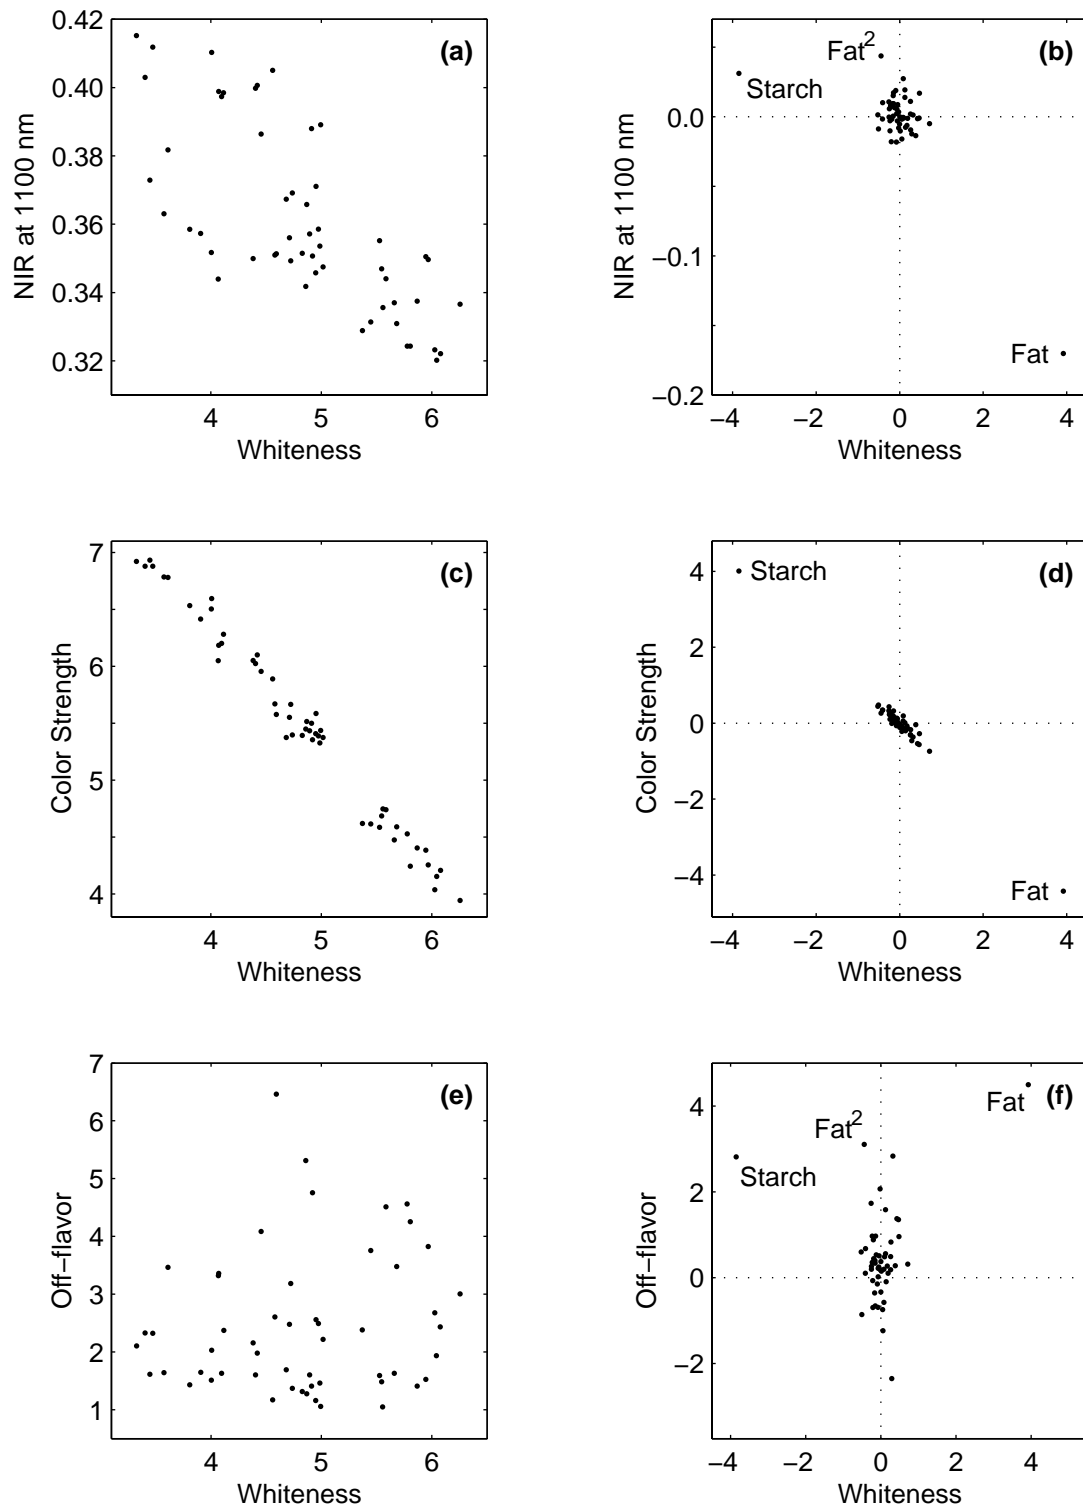 0.42
0.40
0.38
0.36
0.34
0.32
4
5
6
NIR at 1100 nm
Whiteness
(a)
0.0
−0.1
−0.2
−4
−2
0
2
4
NIR at 1100 nm
Whiteness
(b)
Fat2
Starch
Fat
7
6
5
4
4
5
6
Color Strength
Whiteness
(c)
4
2
0
−2
−4
−4
−2
0
2
4
Color Strength
Whiteness
(d)
Starch
Fat
7
6
5
4
3
2
1
4
5
6
Off−flavor
Whiteness
(e)
4
2
0
−2
−4
−2
0
2
4
Off−flavor
Whiteness
(f)
Fat
Fat2
Starch